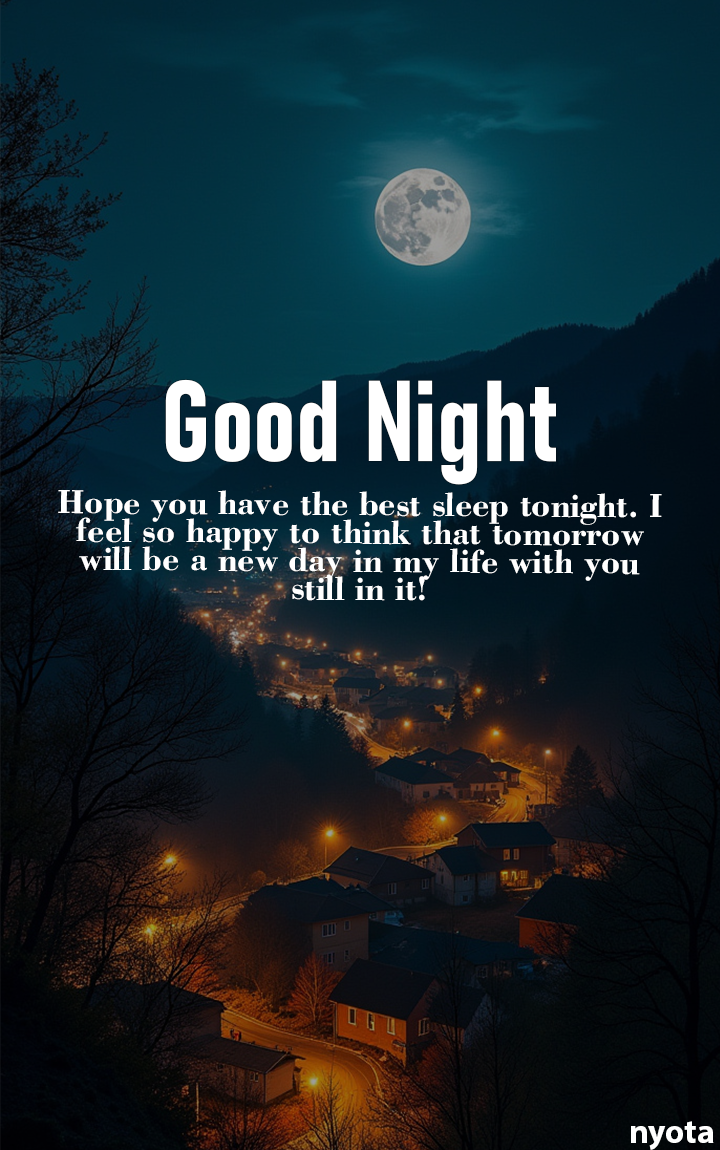 Good Night
Hope you have the best sleep tonight. I
feel so happy to think that tomorrow
will be a new day in my life with you
still in it!
nyota